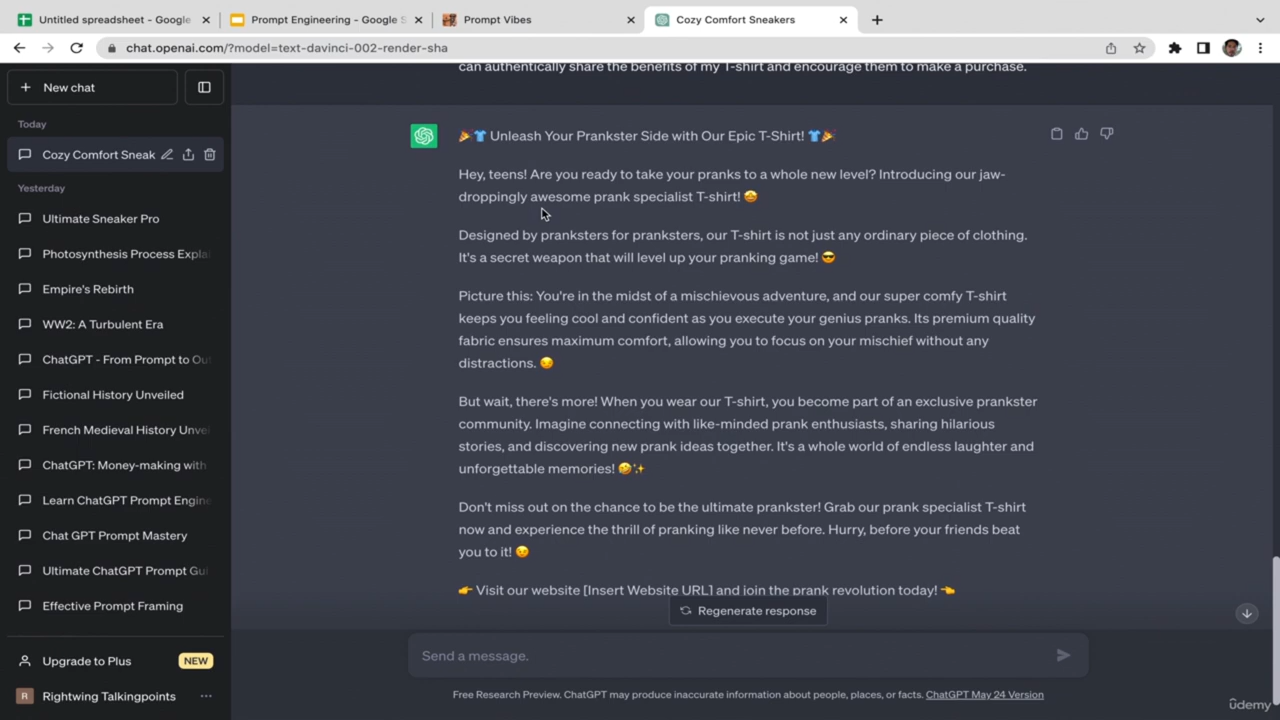 Untitled spreadsheet - Google
Prompt Engineering - Google S
Prompt Vibes
Cozy Comfort Sneakers
chat.openai.com/?model=text-davinci-002-render-sha
New chat
Today
Cozy Comfort Sneak
Yesterday
Ultimate Sneaker Pro
Photosynthesis Process Expla
Empire's Rebirth
WW2: A Turbulent Era
ChatGPT - From Prompt to Ou
Fictional History Unveiled
French Medieval History Unve
ChatGPT: Money-making with
Learn ChatGPT Prompt Engine
Chat GPT Prompt Mastery
Ultimate ChatGPT Prompt Gui
Effective Prompt Framing
Upgrade to Plus NEW
R Rightwing Talkingpoints
can authentically share the benefits of my T-shirt and encourage them to make a purchase.
🎉👕 Unleash Your Prankster Side with Our Epic T-Shirt! 👕🎉
Hey, teens! Are you ready to take your pranks to a whole new level? Introducing our jaw-
droppingly awesome prank specialist T-shirt! 🤩
Designed by pranksters for pranksters, our T-shirt is not just any ordinary piece of clothing.
It's a secret weapon that will level up your pranking game! 😎
Picture this: You're in the midst of a mischievous adventure, and our super comfy T-shirt
keeps you feeling cool and confident as you execute your genius pranks. Its premium quality
fabric ensures maximum comfort, allowing you to focus on your mischief without any
distractions. 😏
But wait, there's more! When you wear our T-shirt, you become part of an exclusive prankster
community. Imagine connecting with like-minded prank enthusiasts, sharing hilarious
stories, and discovering new prank ideas together. It's a whole world of endless laughter and
unforgettable memories! 🤣✨
Don't miss out on the chance to be the ultimate prankster! Grab our prank specialist T-shirt
now and experience the thrill of pranking like never before. Hurry, before your friends beat
you to it! 😉
👉 Visit our website [Insert Website URL] and join the prank revolution today! 👈
Regenerate response
Send a message.
Free Research Preview. ChatGPT may produce inaccurate information about people, places, or facts. ChatGPT May 24 Version
ûdemy